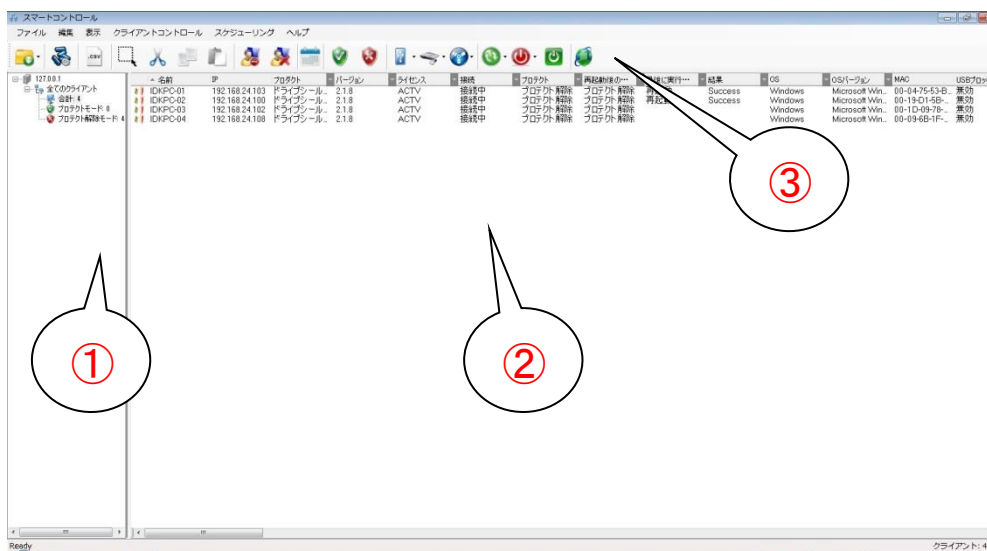 スマートコントロール
ファイル 編集 表示 クライアントコントロール スケジューリング ヘルプ
.csv
127.0.0.1
全てのクライアント
合計: 4
プロテクトモード: 0
プロテクト解除モード: 4
名前 IP プロダクト バージョン ライセンス 接続 プロテクト 再起動後の… 最後に実行… 結果 OS OSバージョン MAC USBブロッ
IDKPC-01 192.168.24.103 ドライブシール... 2.1.8 ACTV 接続中 プロテクト解除 プロテクト解除 Success Windows Microsoft Win... 00-04-75-53-B... 無効
IDKPC-02 192.168.24.100 ドライブシール... 2.1.8 ACTV 接続中 プロテクト解除 プロテクト解除 再起動 Success Windows Microsoft Win... 00-19-D1-5B-... 無効
IDKPC-03 192.168.24.102 ドライブシール... 2.1.8 ACTV 接続中 プロテクト解除 プロテクト解除 Windows Microsoft Win... 00-1D-09-78-... 無効
IDKPC-04 192.168.24.108 ドライブシール... 2.1.8 ACTV 接続中 プロテクト解除 プロテクト解除 Windows Microsoft Win... 00-09-6B-1F-... 無効
③
①
②
Ready クライアント: 4